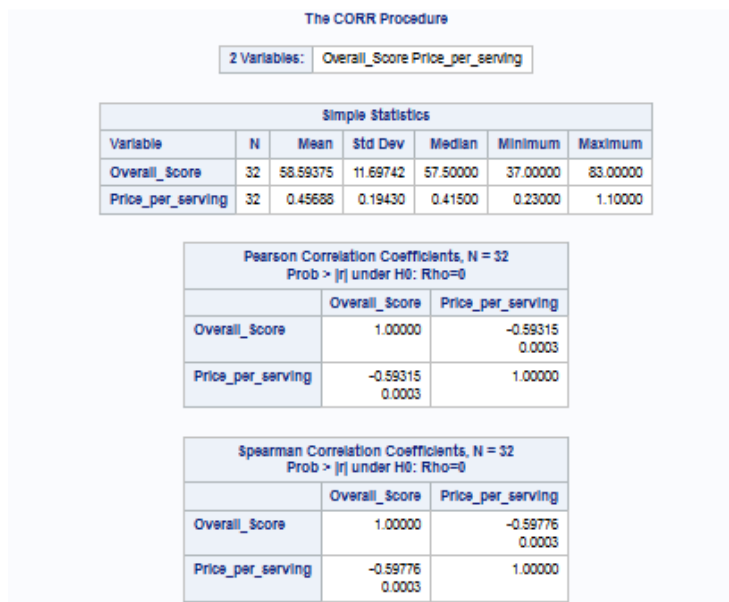 The CORR Procedure
2 Variables: Overall_Score Price_per_serving
Simple Statistics
Variable N Mean Std Dev Median Minimum Maximum
Overall_Score 32 58.59375 11.69742 57.50000 37.00000 83.00000
Price_per_serving 32 0.45688 0.19430 0.41500 0.23000 1.10000
Pearson Correlation Coefficients, N = 32
Prob > |r| under H0: Rho=0
Overall_Score Price_per_serving
Overall_Score 1.00000 -0.59315
0.0003
Price_per_serving -0.59315 1.00000
0.0003
Spearman Correlation Coefficients, N = 32
Prob > |r| under H0: Rho=0
Overall_Score Price_per_serving
Overall_Score 1.00000 -0.59776
0.0003
Price_per_serving -0.59776 1.00000
0.0003